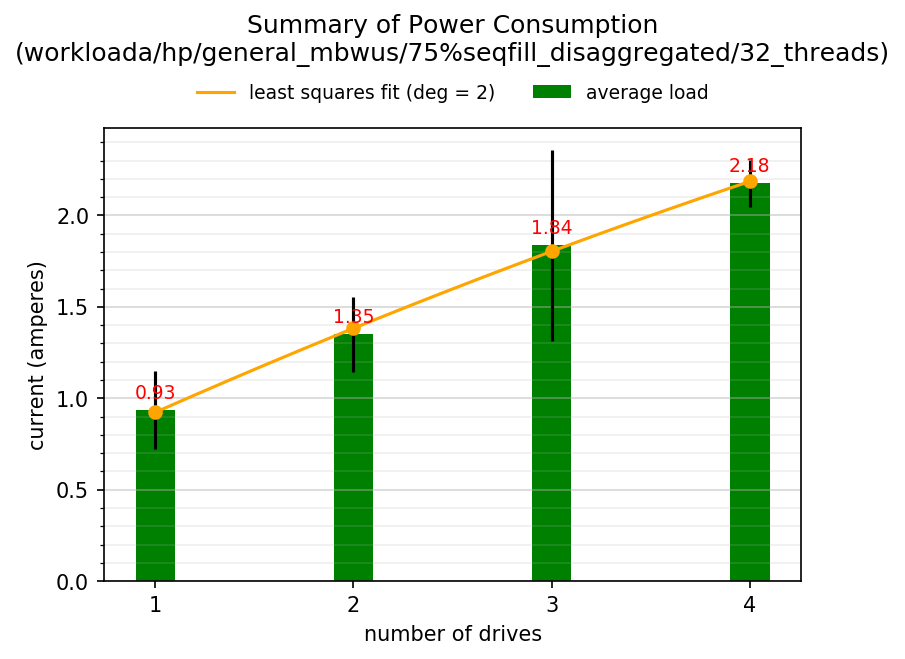 Summary of Power Consumption
(workloada/hp/general_mbwus/75%seqfill_disaggregated/32_threads)
least squares fit (deg = 2)
average load
current (amperes)
2.0
1.5
1.0
0.5
0.0
0.93
1.35
1.84
2.18
1
2
3
4
number of drives